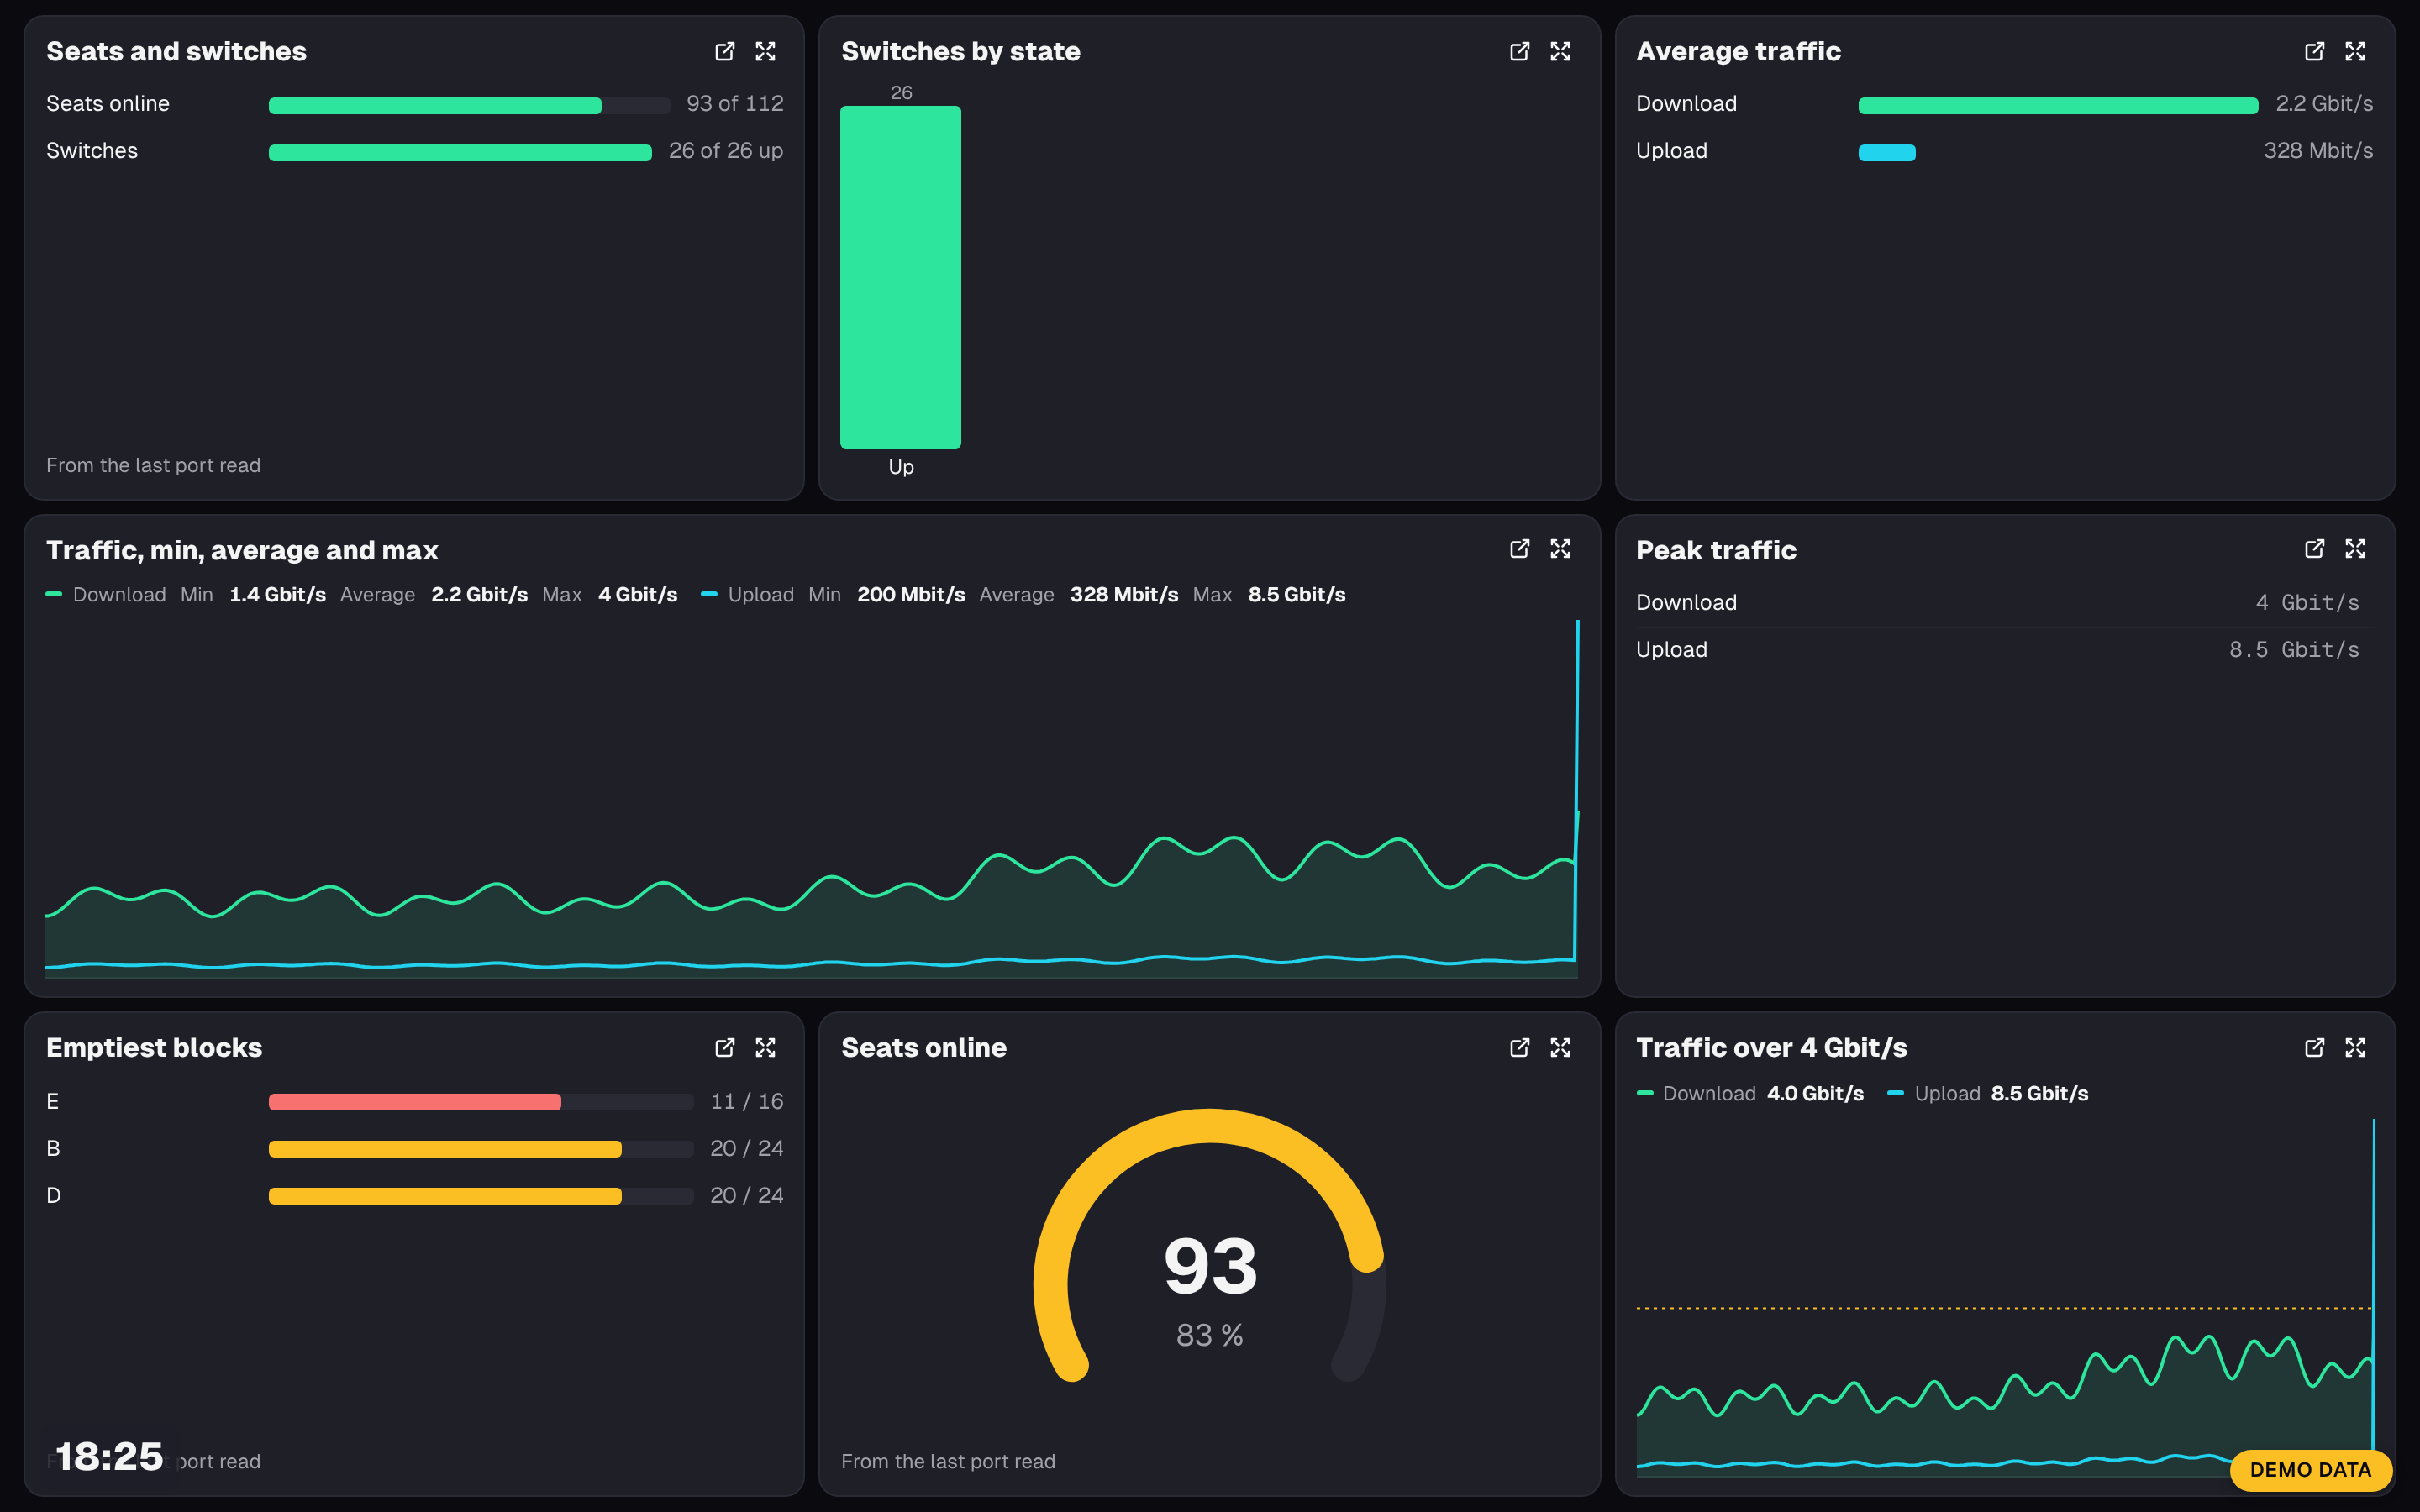 Seats and switches
Seats online 93 of 112
Switches 26 of 26 up
From the last port read
Switches by state
26
Up
Average traffic
Download 2.2 Gbit/s
Upload 328 Mbit/s
Traffic, min, average and max
Download Min 1.4 Gbit/s Average 2.2 Gbit/s Max 4 Gbit/s Upload Min 200 Mbit/s Average 328 Mbit/s Max 8.5 Gbit/s
Peak traffic
Download 4 Gbit/s
Upload 8.5 Gbit/s
Emptiest blocks
E 11 / 16
B 20 / 24
D 20 / 24
18:25 port read
Seats online
93
83 %
From the last port read
Traffic over 4 Gbit/s
Download 4.0 Gbit/s Upload 8.5 Gbit/s
DEMO DATA